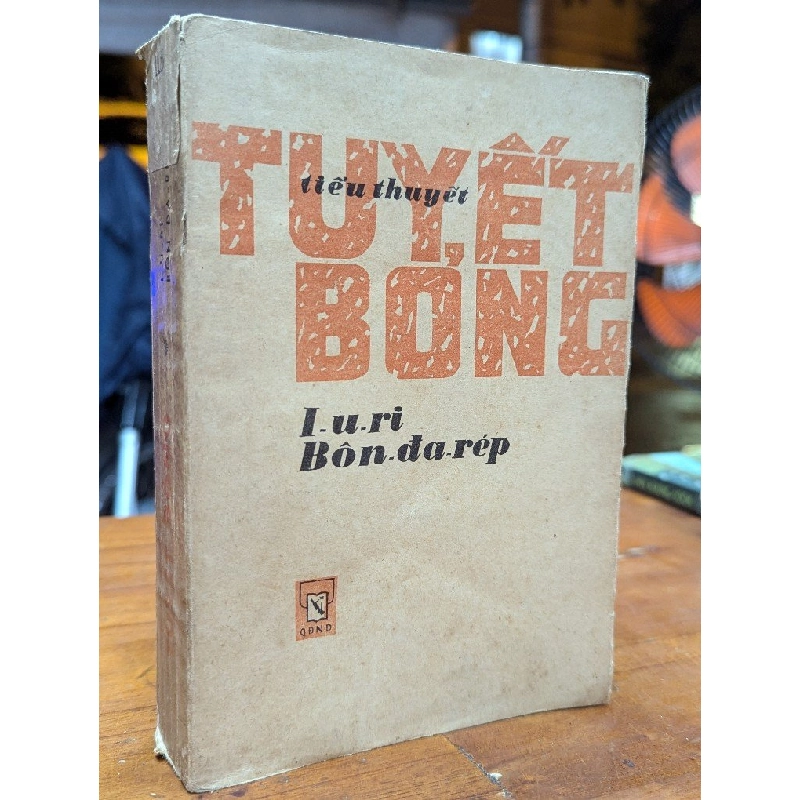 TUYẾT
tiểu thuyết
BỎNG
I-u-ri
Bôn-đa-rép
QĐND